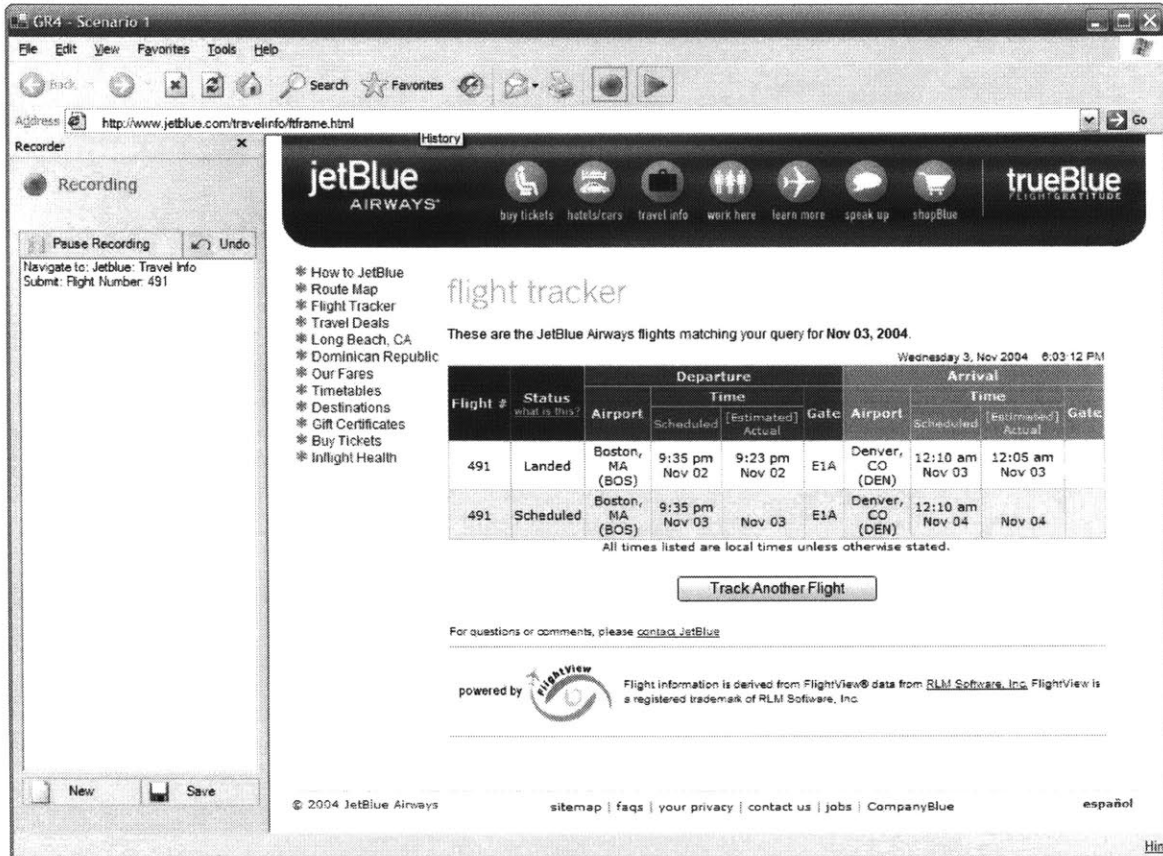 GR4 - Scenario 1
File Edit View Favorites Tools Help
Back Search Favorites
Address http://www.jetblue.com/travelinfo/ftframe.html Go
History
Recorder x
Recording
Pause Recording Undo
Navigate to: Jetblue: Travel Info
Submit: Flight Number: 491
New Save
jetBlue
AIRWAYS
buy tickets hotels/cars travel info work here learn more speak up shopBlue
trueBlue
FLIGHTGRATITUDE
How to JetBlue
Route Map
Flight Tracker
Travel Deals
Long Beach, CA
Dominican Republic
Our Fares
Timetables
Destinations
Gift Certificates
Buy Tickets
Inflight Health
flight tracker
These are the JetBlue Airways flights matching your query for Nov 03, 2004.
Wednesday 3, Nov 2004 6:03:12 PM
Flight # Status what is this? Departure Arrival
Airport Time Gate Airport Time Gate
Scheduled [Estimated] Actual Scheduled [Estimated] Actual
491 Landed Boston, MA (BOS) 9:35 pm Nov 02 9:23 pm Nov 02 E1A Denver, CO (DEN) 12:10 am Nov 03 12:05 am Nov 03
491 Scheduled Boston, MA (BOS) 9:35 pm Nov 03 Nov 03 E1A Denver, CO (DEN) 12:10 am Nov 04 Nov 04
All times listed are local times unless otherwise stated.
Track Another Flight
For questions or comments, please contact JetBlue
powered by FlightView
Flight information is derived from FlightView® data from RLM Software, Inc. FlightView is
a registered trademark of RLM Software, Inc.
© 2004 JetBlue Airways sitemap | faqs | your privacy | contact us | jobs | CompanyBlue español